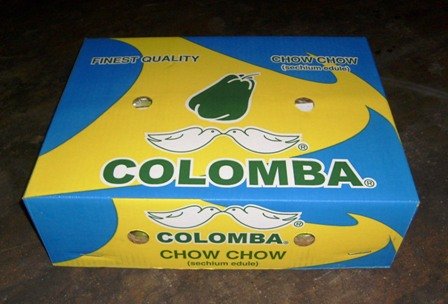 FINEST QUALITY
CHOW CHOW
(sechium edule)
®
COLOMBA®
®
COLOMBA®
CHOW CHOW
(sechium edule)